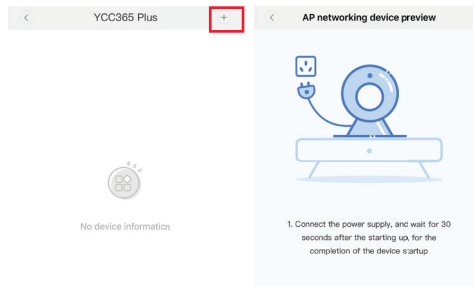 YCC365 Plus
+
No device information
AP networking device preview
1. Connect the power supply, and wait for 30
seconds after the starting up, for the
completion of the device startup